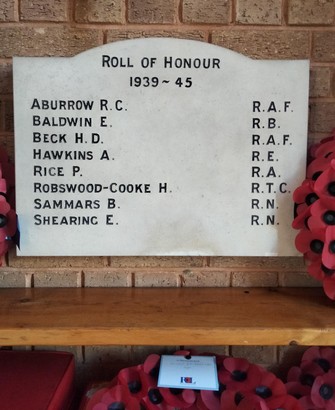 ROLL OF HONOUR
1939~45
ABURROW R.C. R.A.F.
BALDWIN E. R.B.
BECK H.D. R.A.F.
HAWKINS A. R.E.
RICE P. R.A.
ROBSWOOD-COOKE H. R.T.C.
SAMMARS B. R.N.
SHEARING E. R.N.